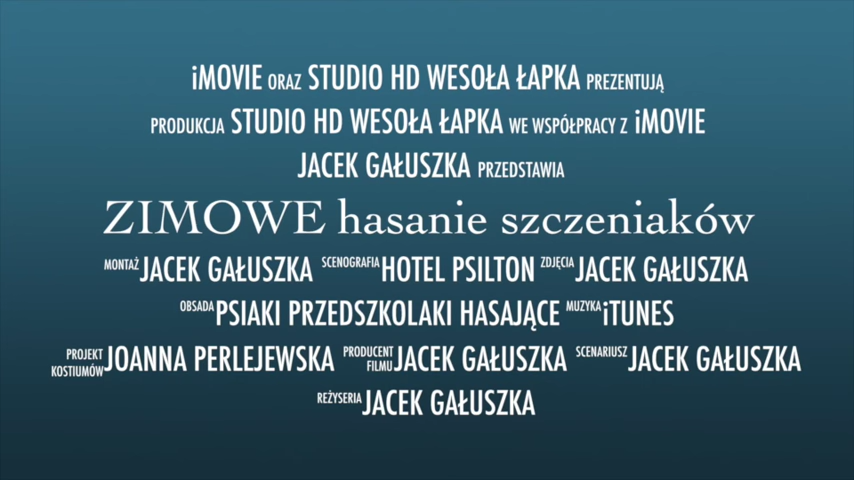 iMOVIE ORAZ STUDIO HD WESOŁA ŁAPKA PREZENTUJĄ
PRODUKCJA STUDIO HD WESOŁA ŁAPKA WE WSPÓŁPRACY Z iMOVIE
JACEK GAŁUSZKA PRZEDSTAWIA
ZIMOWE hasanie szczeniaków
MONTAŻ JACEK GAŁUSZKA SCENOGRAFIA HOTEL PSILTON ZDJĘCIA JACEK GAŁUSZKA
OBSADA PSIAKI PRZEDSZKOLAKI HASAJĄCE MUZYKA iTUNES
PROJEKT KOSTIUMÓW JOANNA PERLEJEWSKA PRODUCENT FILMU JACEK GAŁUSZKA SCENARIUSZ JACEK GAŁUSZKA
REŻYSERIA JACEK GAŁUSZKA